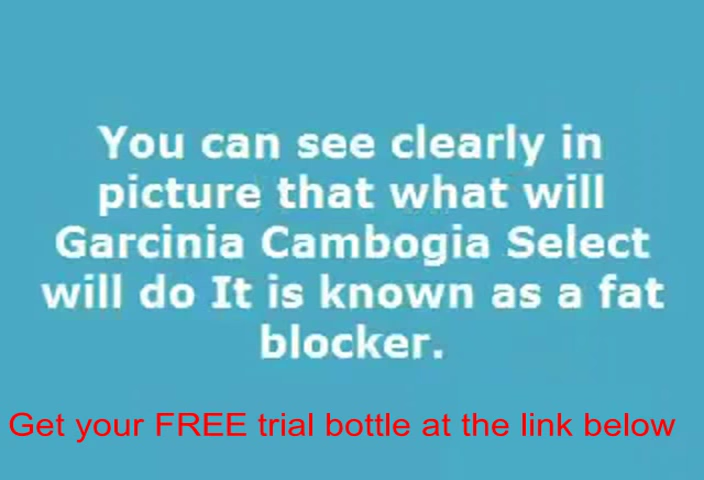 You can see clearly in
picture that what will
Garcinia Cambogia Select
will do It is known as a fat
blocker.
Get your FREE trial bottle at the link below